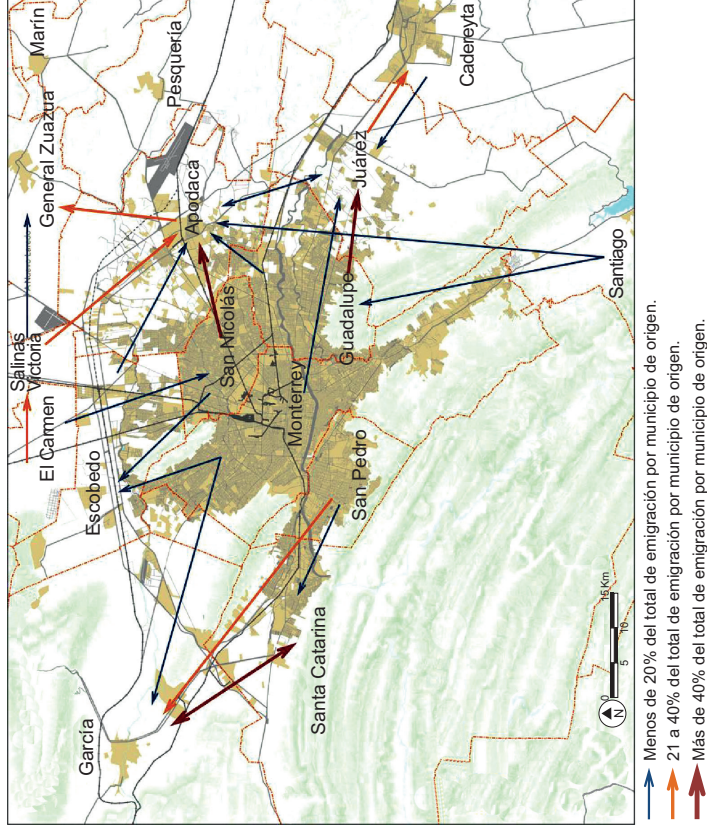 Marín
General Zuazua
Pesquería
Salinas
Victoria
El Carmen
Apodaca
Escobedo
San Nicolás
Cadereyta
Juárez
García
Guadalupe
Monterrey
San Pedro
Santa Catarina
Santiago
N
0 5 10 15 Km
Menos de 20% del total de emigración por municipio de origen.
21 a 40% del total de emigración por municipio de origen.
Más de 40% del total de emigración por municipio de origen.